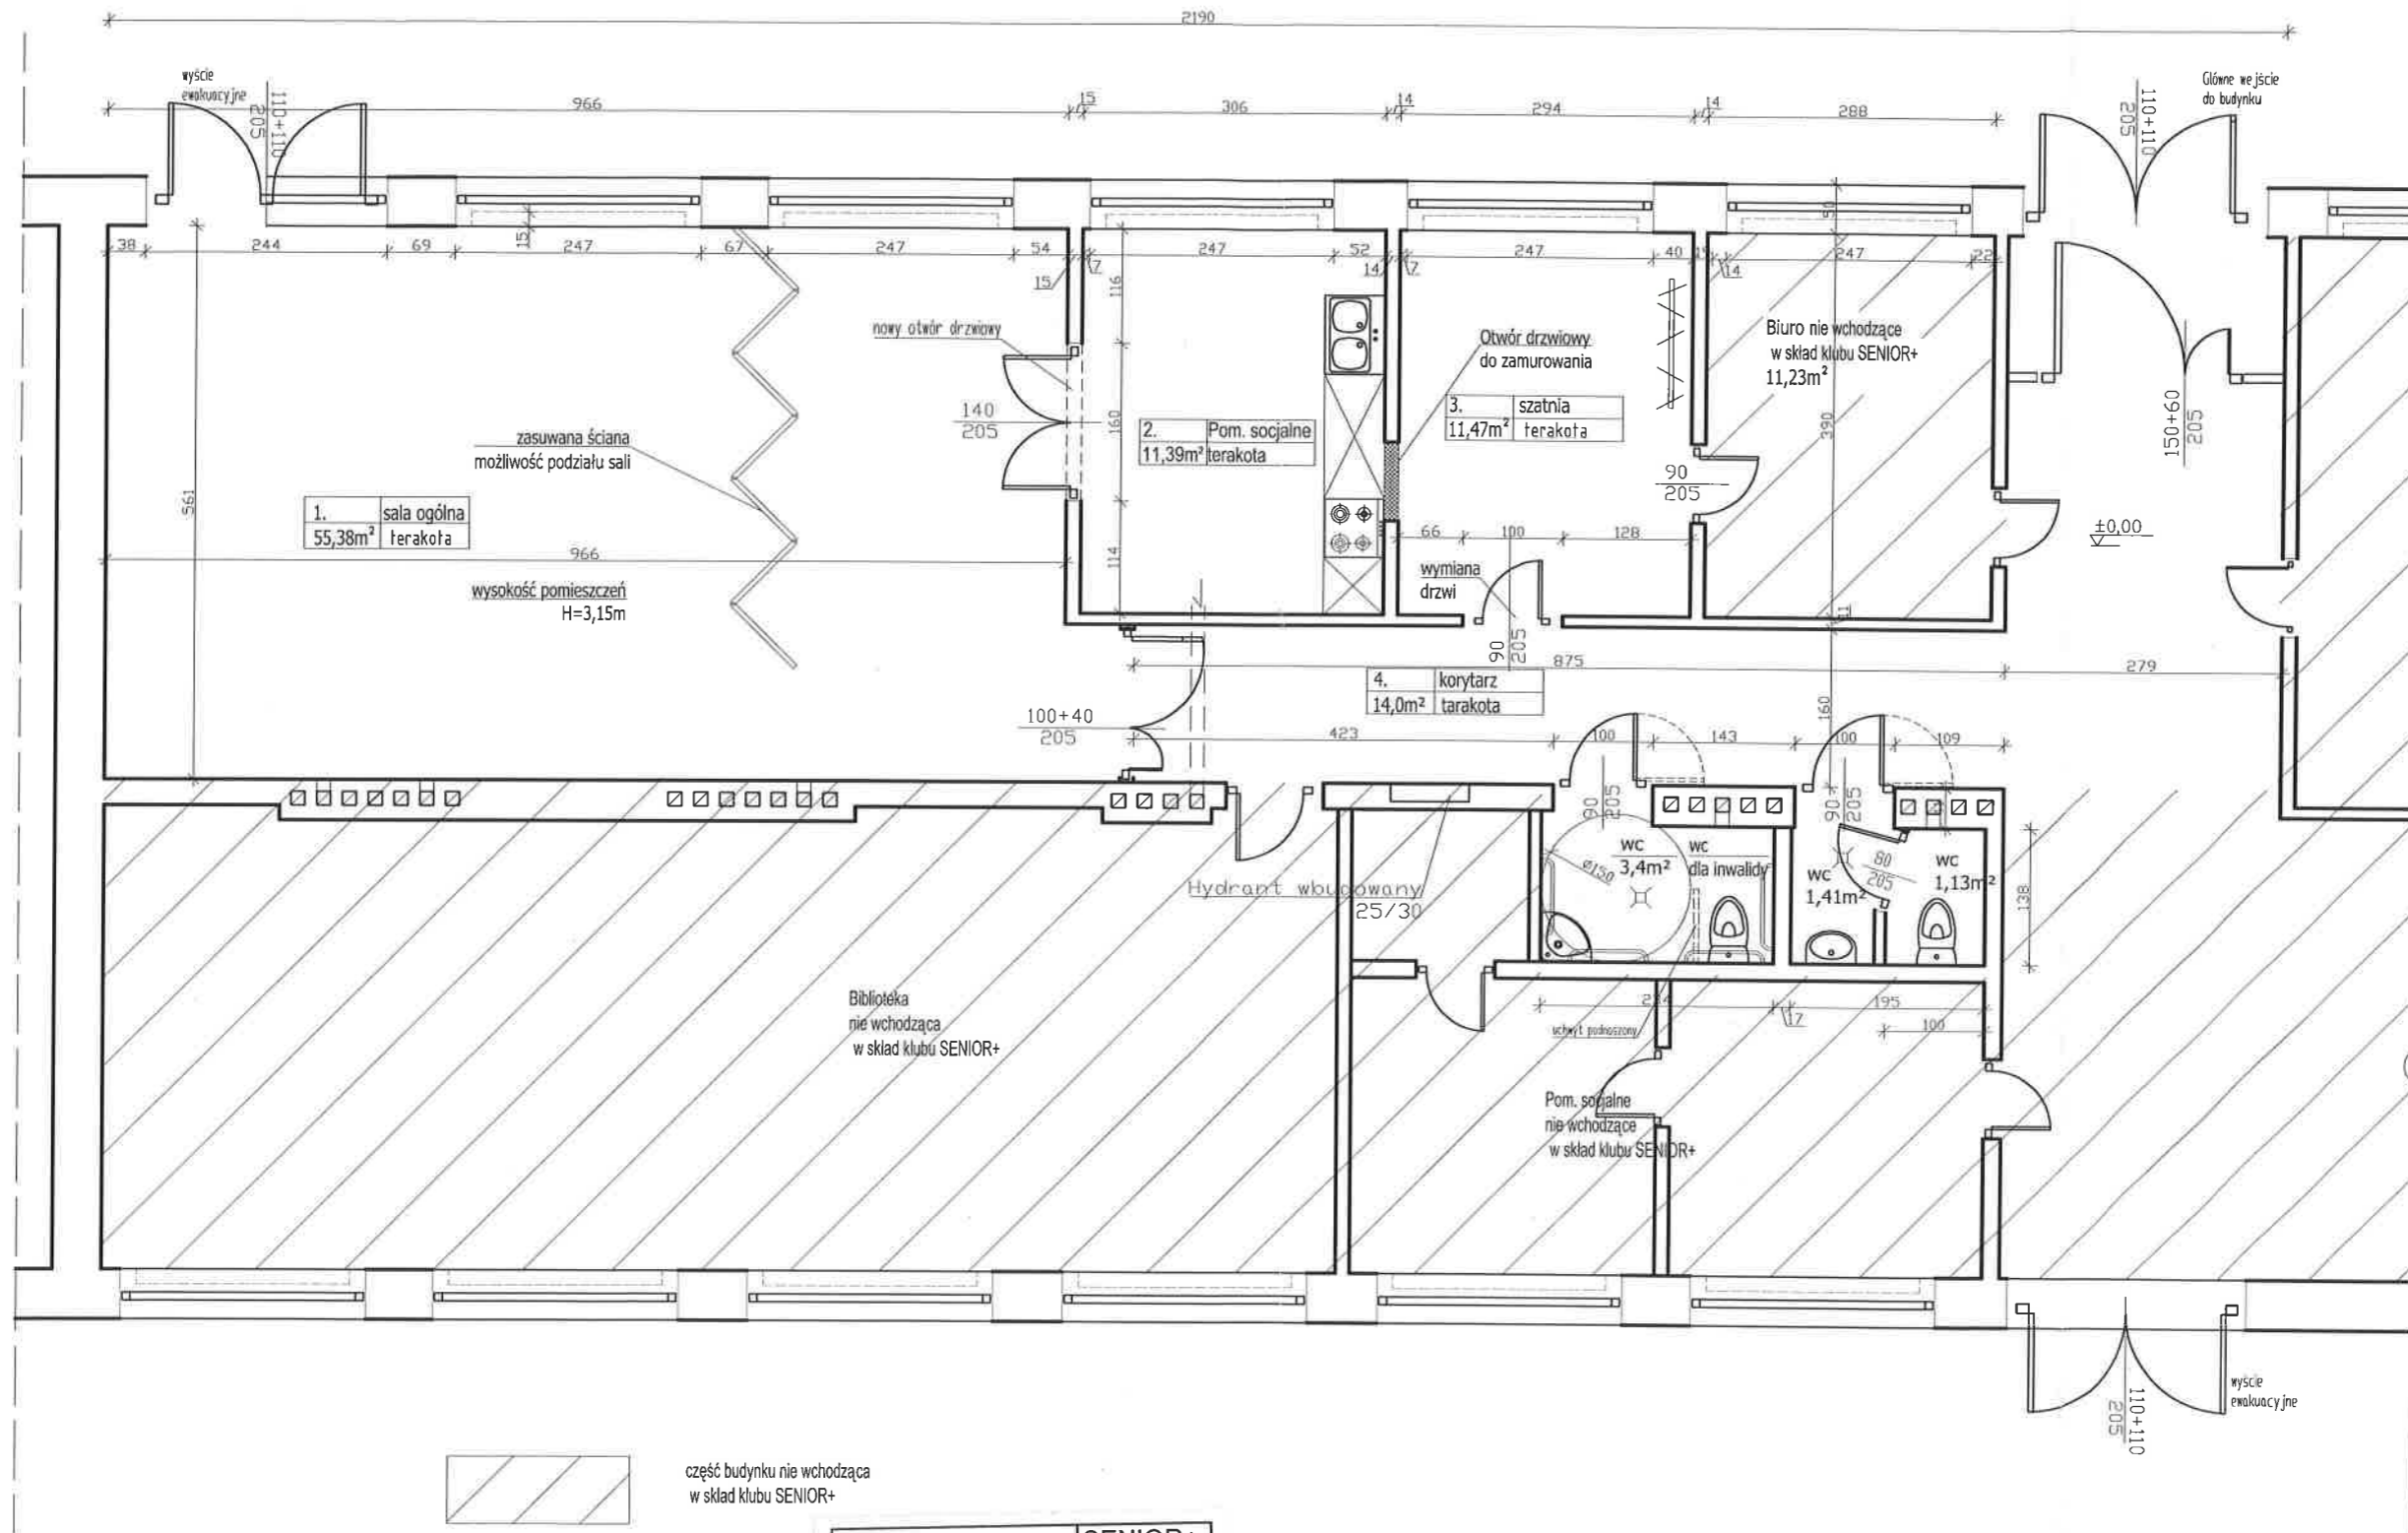 2190
wyście
ewakuacyjne
110+110
205
966
15
306
14
294
14
288
110+110
205
Główne wejście
do budynku
38
244
69
15
247
67
247
54
15
7
247
52
14
7
247
40
15
14
247
22
50
116
nowy otwór drzwiowy
Otwór drzwiowy
do zamurowania
Biuro nie wchodzące
w skład klubu SENIOR+
11,23m²
zasuwana ściana
możliwość podziału sali
140
205
160
2. Pom. socjalne
11,39m² terakota
3. szatnia
11,47m² terakota
390
150+60
205
561
1. sala ogólna
55,38m² terakota
90
205
±0,00
966
wysokość pomieszczeń
H=3,15m
114
66
100
128
wymiana
drzwi
11
90
205
875
279
4. korytarz
14,0m² tarakota
100+40
205
423
100
143
160
100
109
90
205
90
205
Hydrant wbudowany
25/30
ø150
wc
3,4m²
wc
dla inwalidy
wc
1,41m²
80
205
wc
1,13m²
138
234
17
195
100
uchwyt podnoszony
Biblioteka
nie wchodząca
w skład klubu SENIOR+
Pom. socjalne
nie wchodzące
w skład klubu SENIOR+
110+110
205
wyście
ewakuacyjne
część budynku nie wchodząca
w skład klubu SENIOR+
SENIOR+